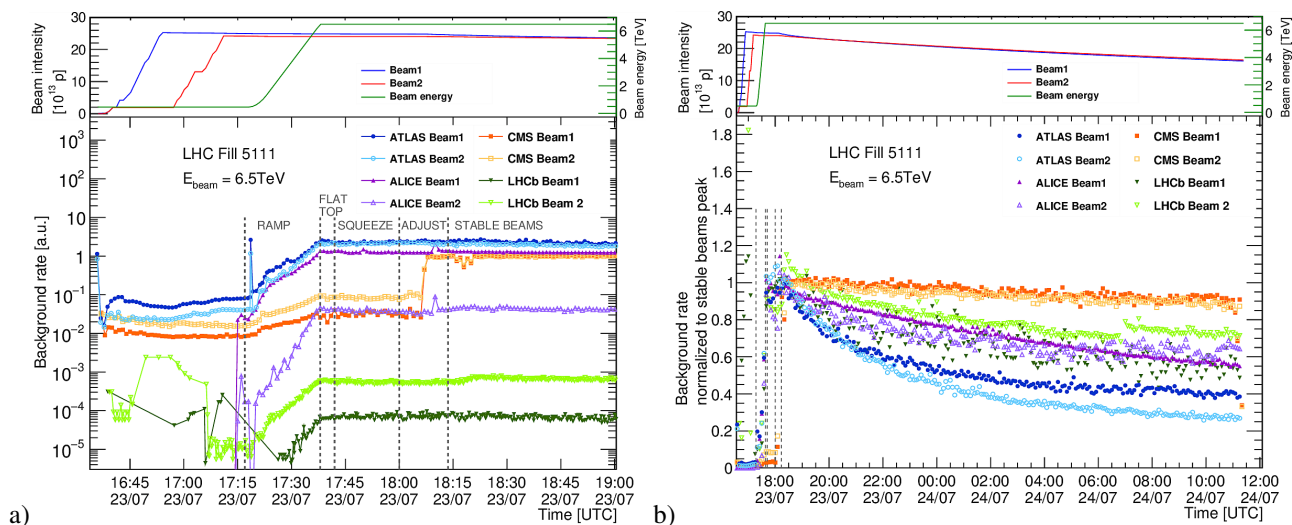 Beam intensity
[10^13 p]
30
20
10
0
Beam1
Beam2
Beam energy
6
4
2
0
Beam energy [TeV]
Background rate [a.u.]
10^3
10^2
10
1
10^-1
10^-2
10^-3
10^-4
10^-5
LHC Fill 5111
E_beam = 6.5TeV
ATLAS Beam1
ATLAS Beam2
ALICE Beam1
ALICE Beam2
CMS Beam1
CMS Beam2
LHCb Beam1
LHCb Beam2
RAMP
FLAT
TOP
SQUEEZE
ADJUST
STABLE BEAMS
16:45 17:00 17:15 17:30 17:45 18:00 18:15 18:30 18:45 19:00
23/07 23/07 23/07 23/07 23/07 23/07 23/07 23/07 23/07 23/07
Time [UTC]
a)
Beam intensity
[10^13 p]
30
20
10
0
Beam1
Beam2
Beam energy
6
4
2
0
Beam energy [TeV]
Background rate
normalized to stable beams peak
1.8
1.6
1.4
1.2
1
0.8
0.6
0.4
0.2
0
LHC Fill 5111
E_beam = 6.5TeV
ATLAS Beam1
ATLAS Beam2
ALICE Beam1
ALICE Beam2
CMS Beam1
CMS Beam2
LHCb Beam1
LHCb Beam 2
18:00 20:00 22:00 00:00 02:00 04:00 06:00 08:00 10:00 12:00
23/07 23/07 23/07 24/07 24/07 24/07 24/07 24/07 24/07 24/07
Time [UTC]
b)